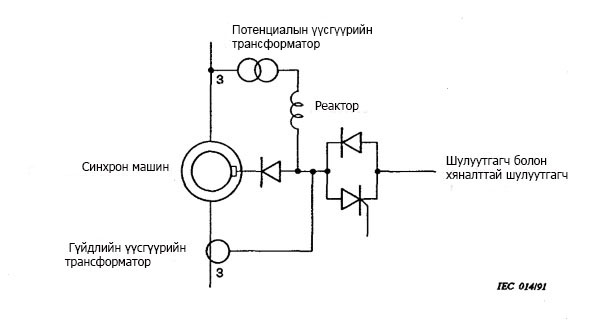 Потенциалын үүсгүүрийн
трансформатор
3
Реактор
Синхрон машин
Шулуутгагч болон
хяналттай шулуутгагч
Гүйдлийн үүсгүүрийн
трансформатор
3
IEC 014/91